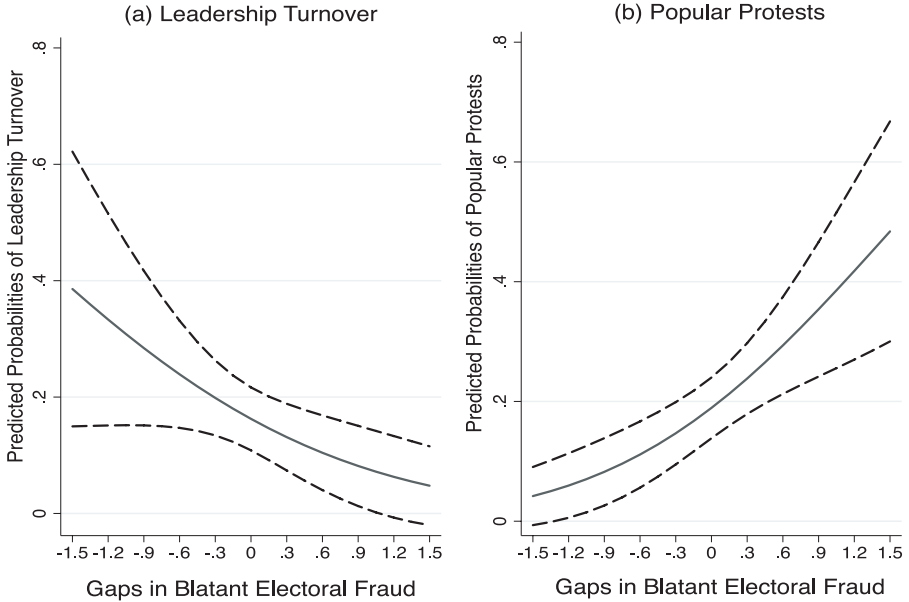 (a) Leadership Turnover
Predicted Probabilities of Leadership Turnover
.8
.6
.4
.2
0
-1.5 -1.2 -.9 -.6 -.3 0 .3 .6 .9 1.2 1.5
Gaps in Blatant Electoral Fraud
(b) Popular Protests
Predicted Probabilities of Popular Protests
.8
.6
.4
.2
0
-1.5 -1.2 -.9 -.6 -.3 0 .3 .6 .9 1.2 1.5
Gaps in Blatant Electoral Fraud